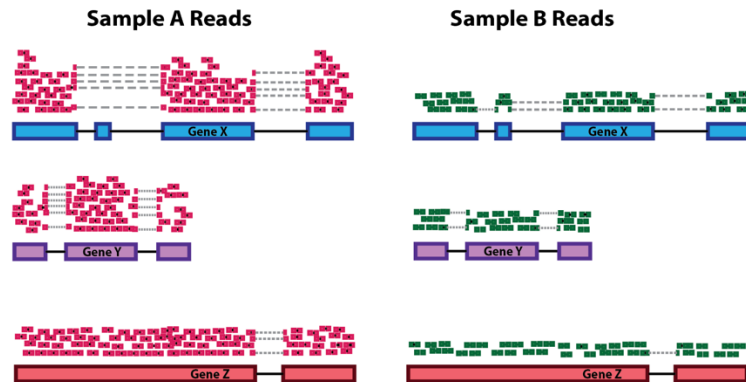 Sample A Reads
Sample B Reads
Gene X
Gene X
Gene Y
Gene Y
Gene Z
Gene Z